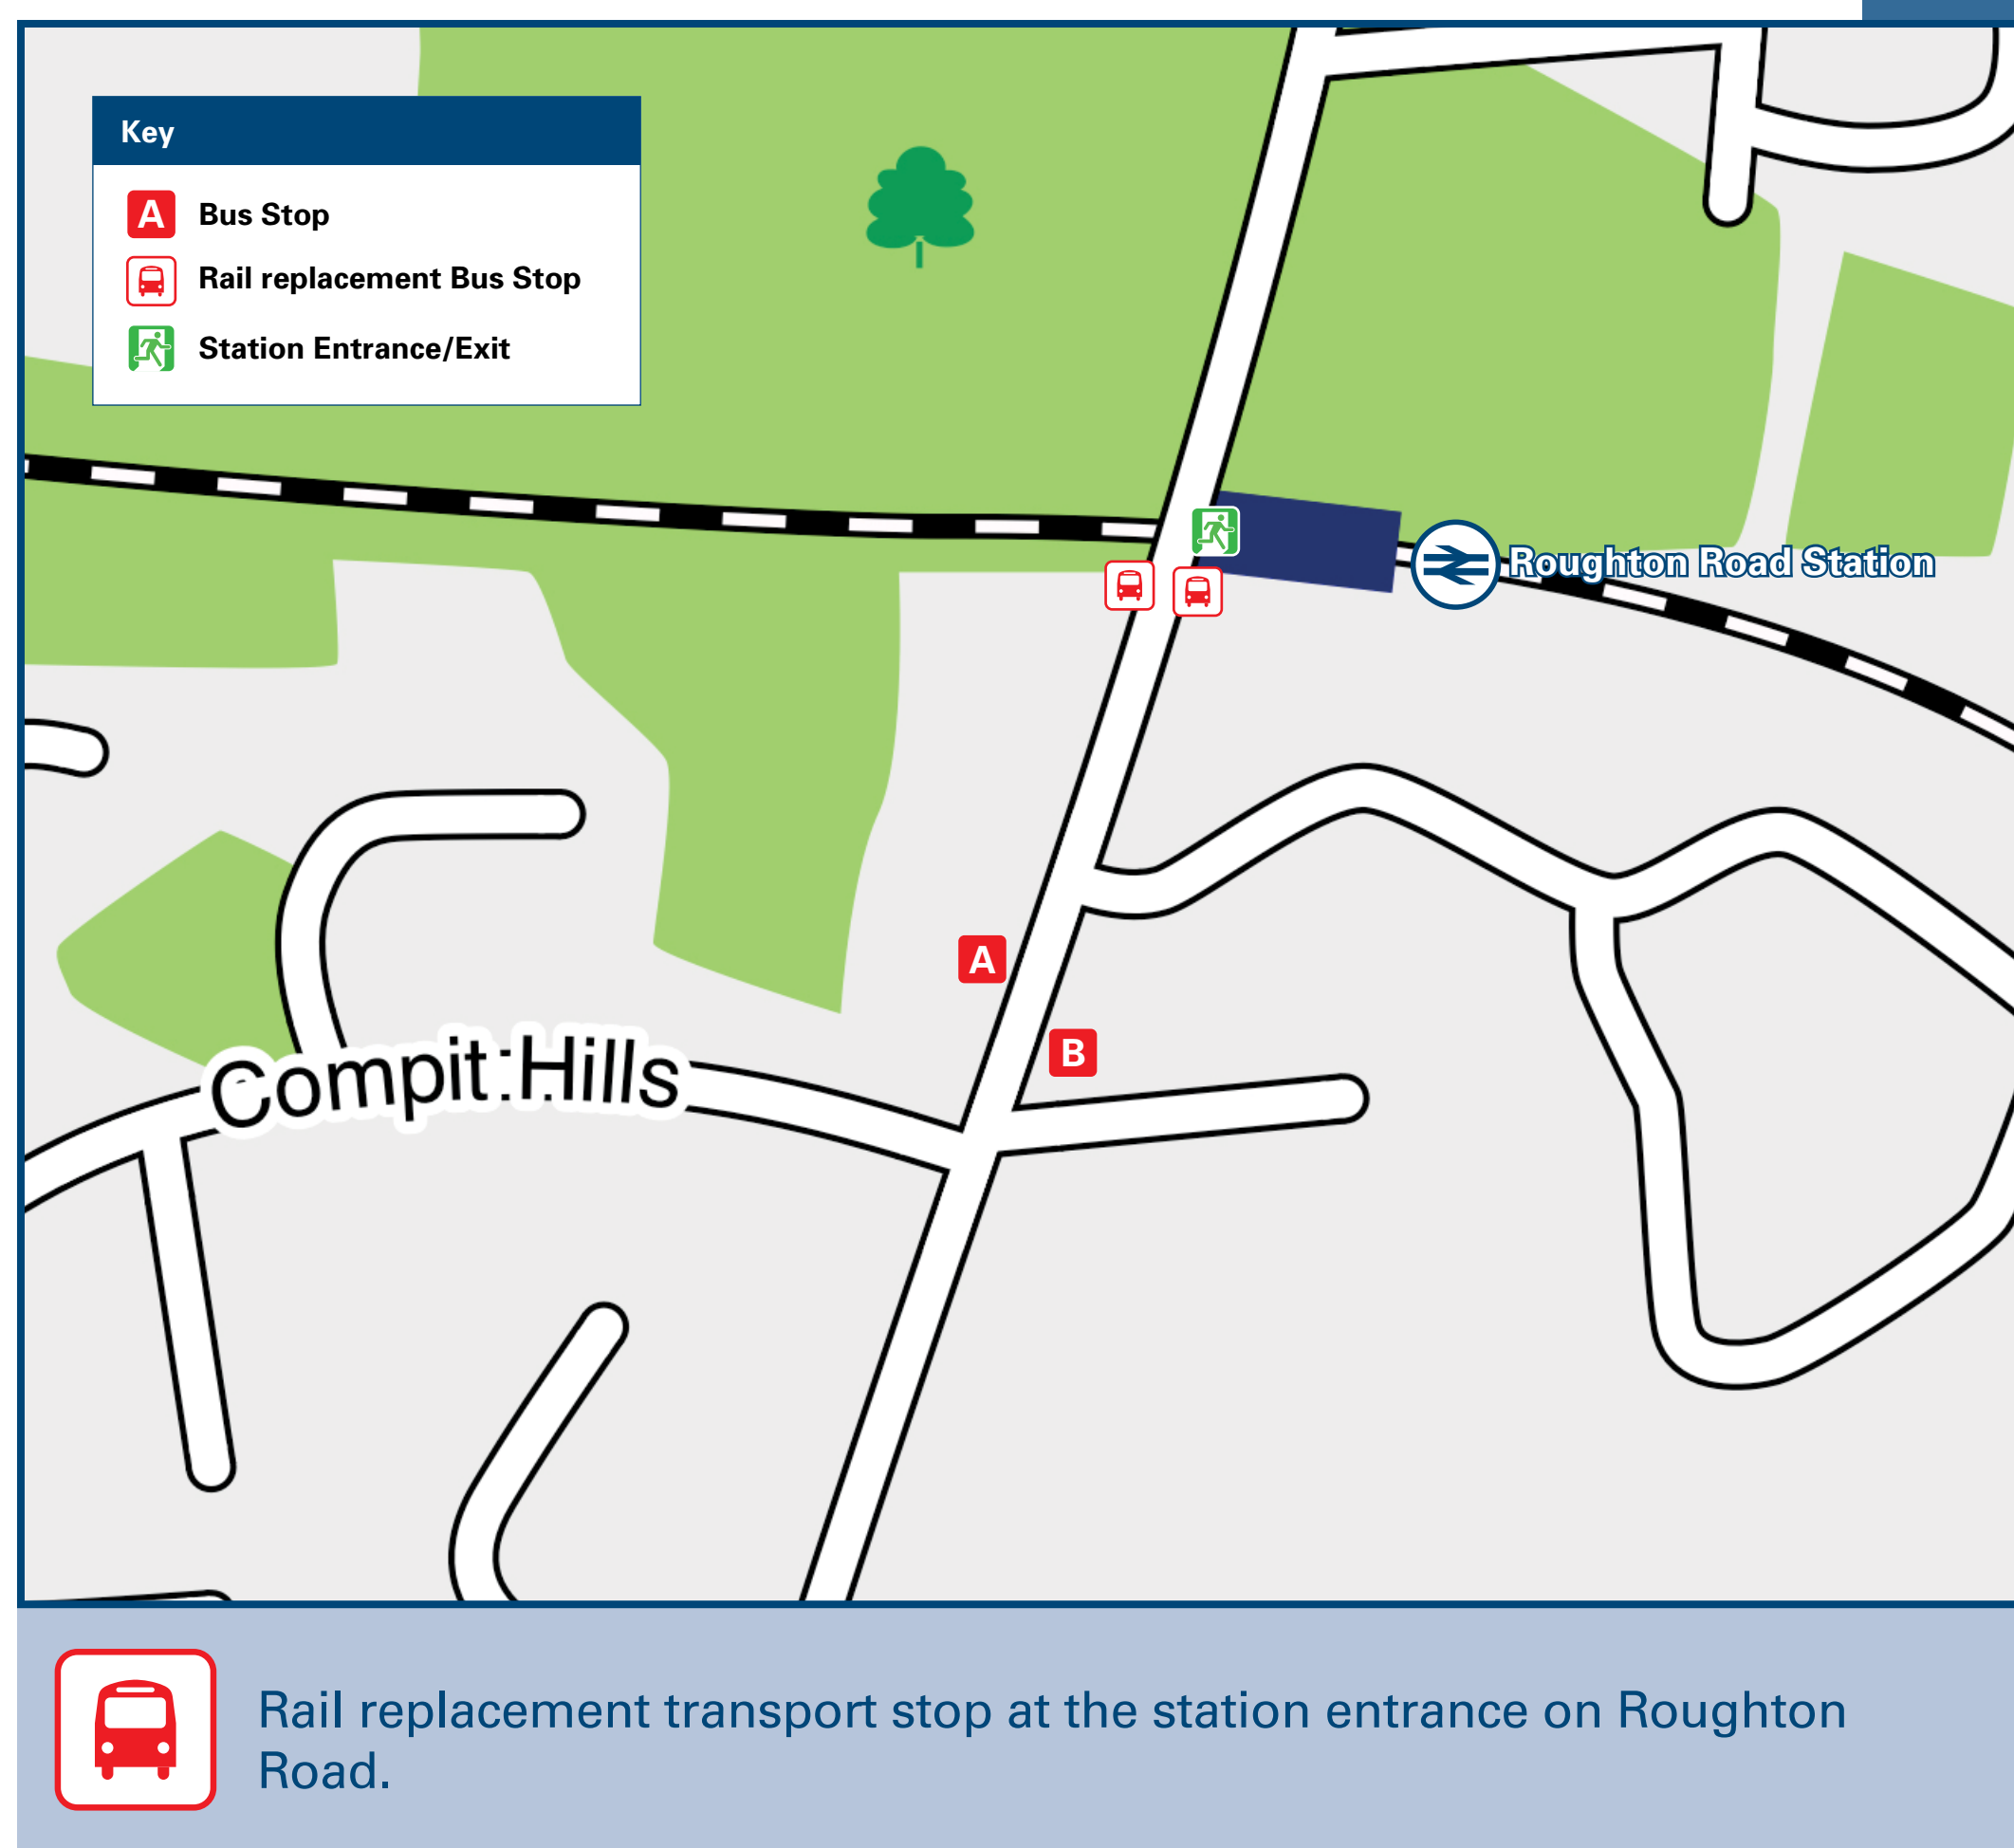 Key
A Bus Stop
Rail replacement Bus Stop
Station Entrance/Exit
Roughton Road Station
A
B
Compit Hills
Rail replacement transport stop at the station entrance on Roughton
Road.